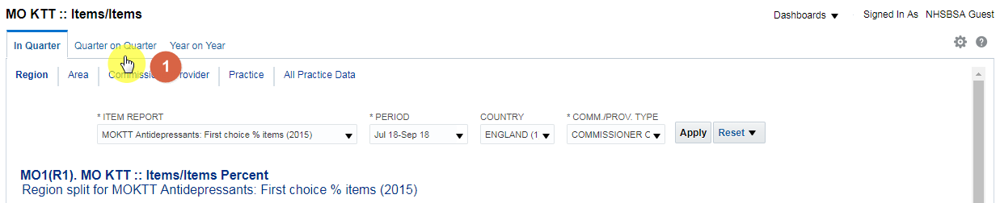 MO KTT :: Items/Items
Dashboards Signed In As NHSBSA Guest
In Quarter Quarter on Quarter Year on Year
1
Region Area Commissio rovider Practice All Practice Data
* ITEM REPORT * PERIOD COUNTRY * COMM./PROV. TYPE
MOKTT Antidepressants: First choice % items (2015) Jul 18-Sep 18 ENGLAND (1 COMMISSIONER C Apply Reset
MO1(R1). MO KTT :: Items/Items Percent
Region split for MOKTT Antidepressants: First choice % items (2015)